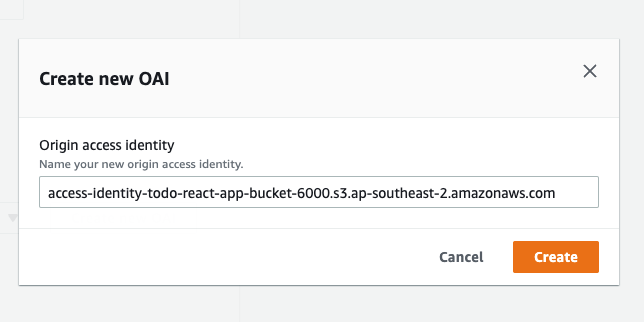 Create new OAI
Origin access identity
Name your new origin access identity.
access-identity-todo-react-app-bucket-6000.s3.ap-southeast-2.amazonaws.com
Cancel
Create